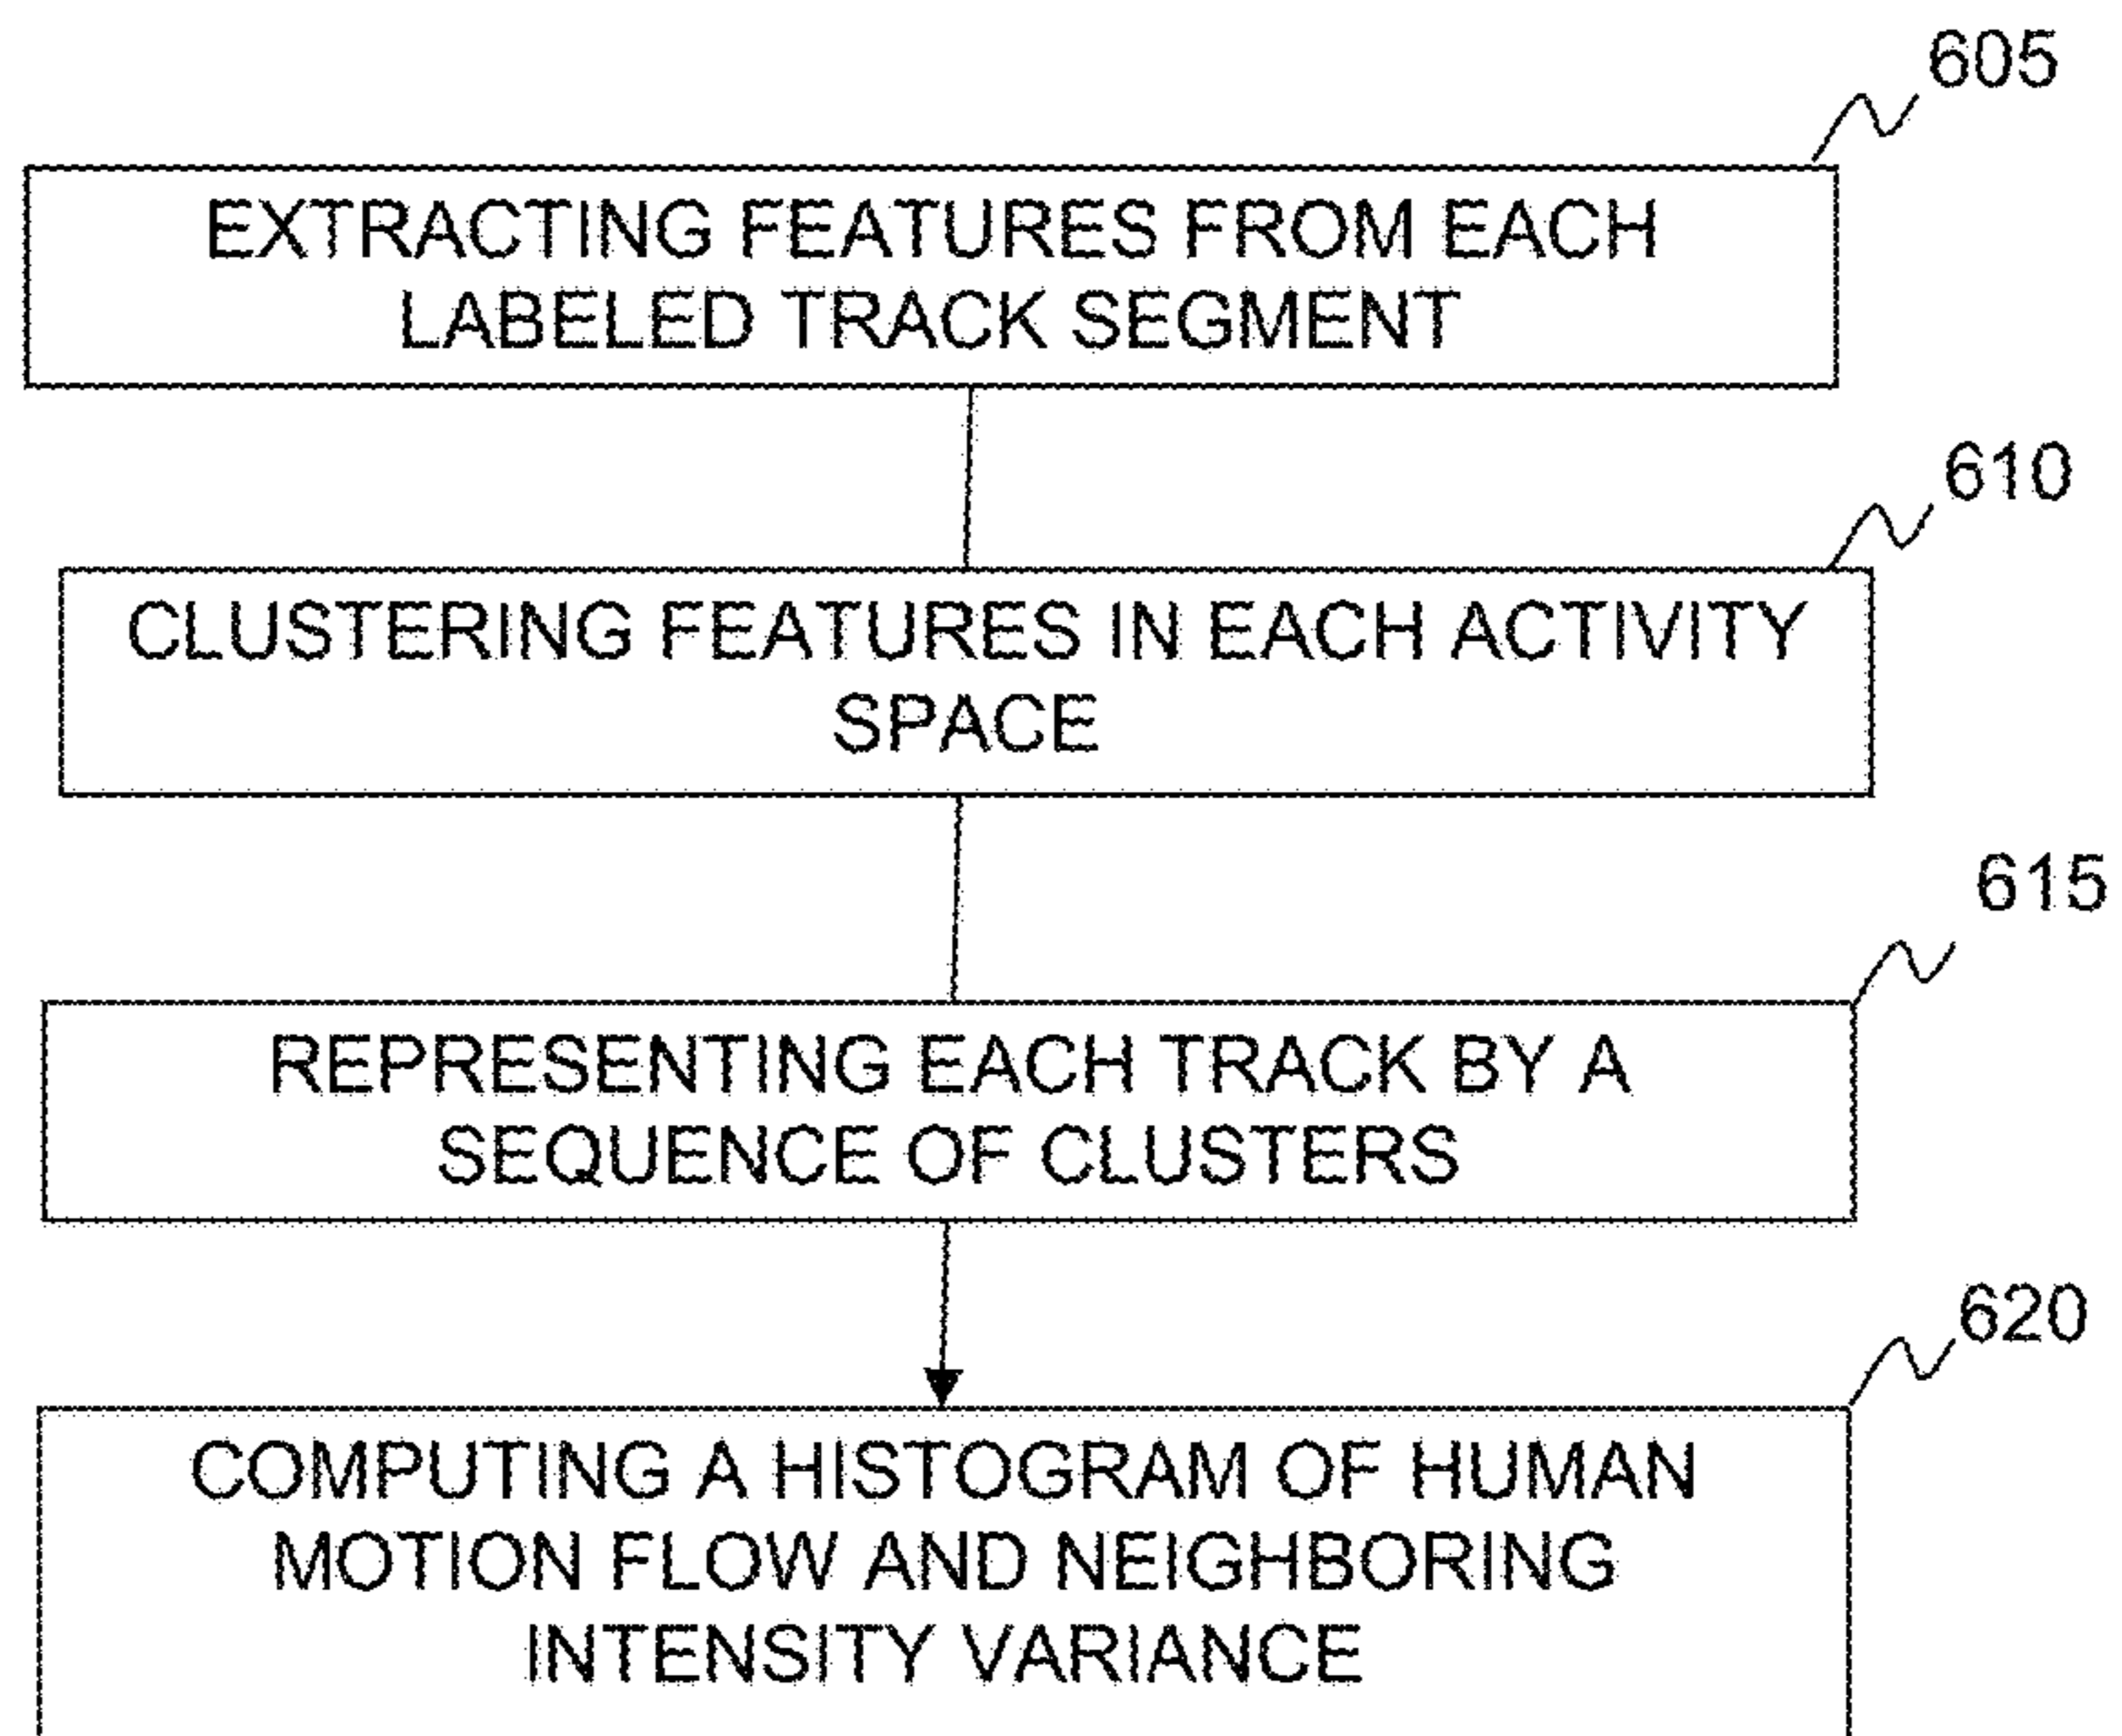 605
EXTRACTING FEATURES FROM EACH
LABELED TRACK SEGMENT
610
CLUSTERING FEATURES IN EACH ACTIVITY
SPACE
615
REPRESENTING EACH TRACK BY A
SEQUENCE OF CLUSTERS
620
COMPUTING A HISTOGRAM OF HUMAN
MOTION FLOW AND NEIGHBORING
INTENSITY VARIANCE